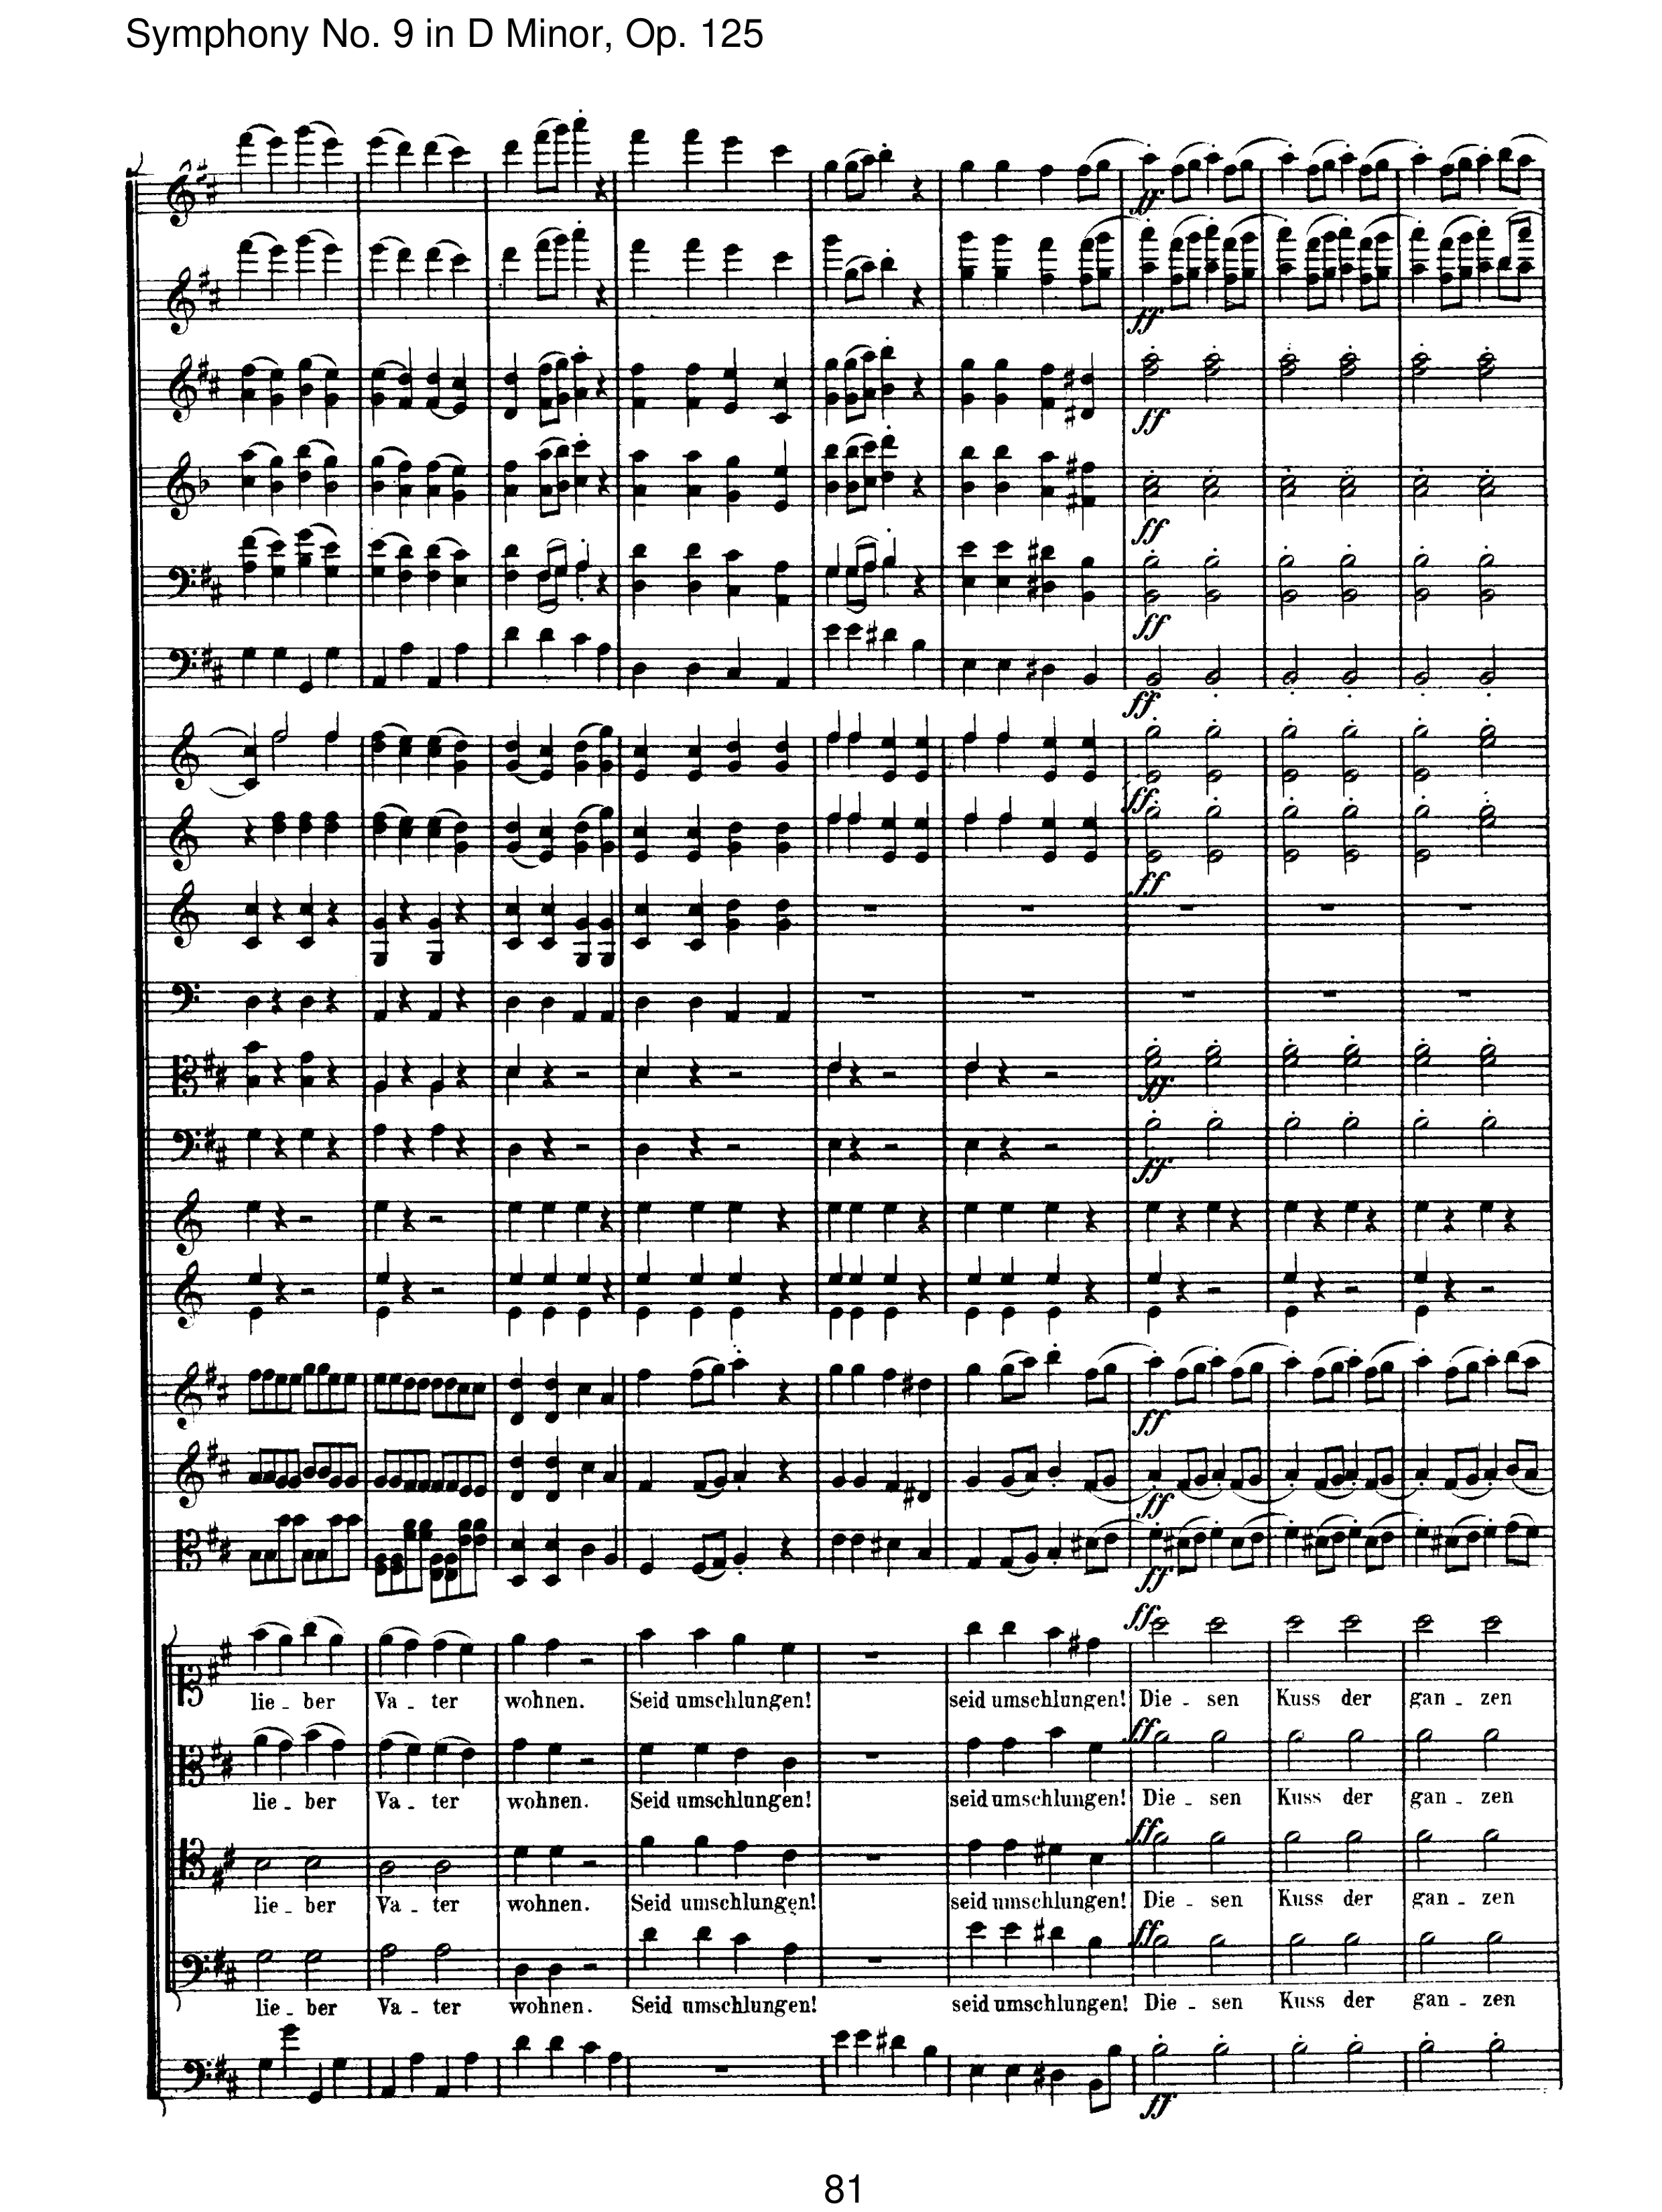 Symphony No. 9 in D Minor, Op. 125
ff
ff
ff
ff
ff
ff
ff
ff
ff
ff
ff
ff
ff
ff
lie - ber Va - ter wohnen. Seid umschlungen! seid umschlungen! Die - sen Kuss der gan - zen
ff
lie - ber Va - ter wohnen. Seid umschlungen! seid umschlungen! Die - sen Kuss der gan - zen
ff
lie - ber Va - ter wohnen. Seid umschlungen! seid umschlungen! Die - sen Kuss der gan - zen
ff
lie - ber Va - ter wohnen. Seid umschlungen! seid umschlungen! Die - sen Kuss der gan - zen
ff
81